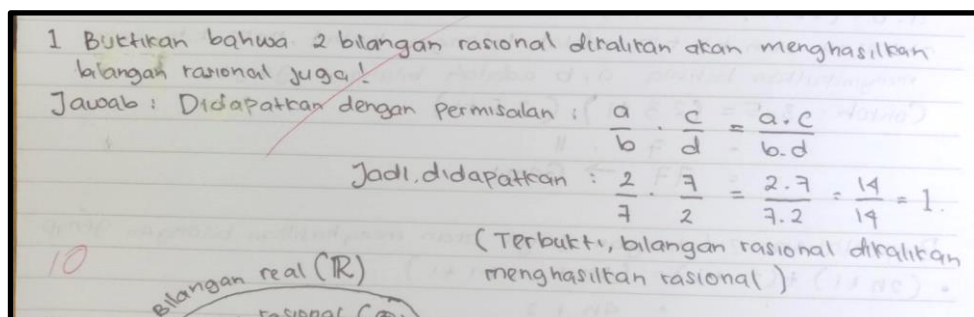 1 Buktikan bahwa 2 bilangan rasional dikalikan akan menghasilkan
bilangan rasional juga!
Jawab : Didapatkan dengan Permisalan : a/b . c/d = a.c/b.d
Jadi, didapatkan : 2/7 . 7/2 = 2.7/7.2 = 14/14 = 1.
(Terbukti, bilangan rasional dikalikan
menghasilkan rasional)
10
Bilangan real (ℝ)
rasional